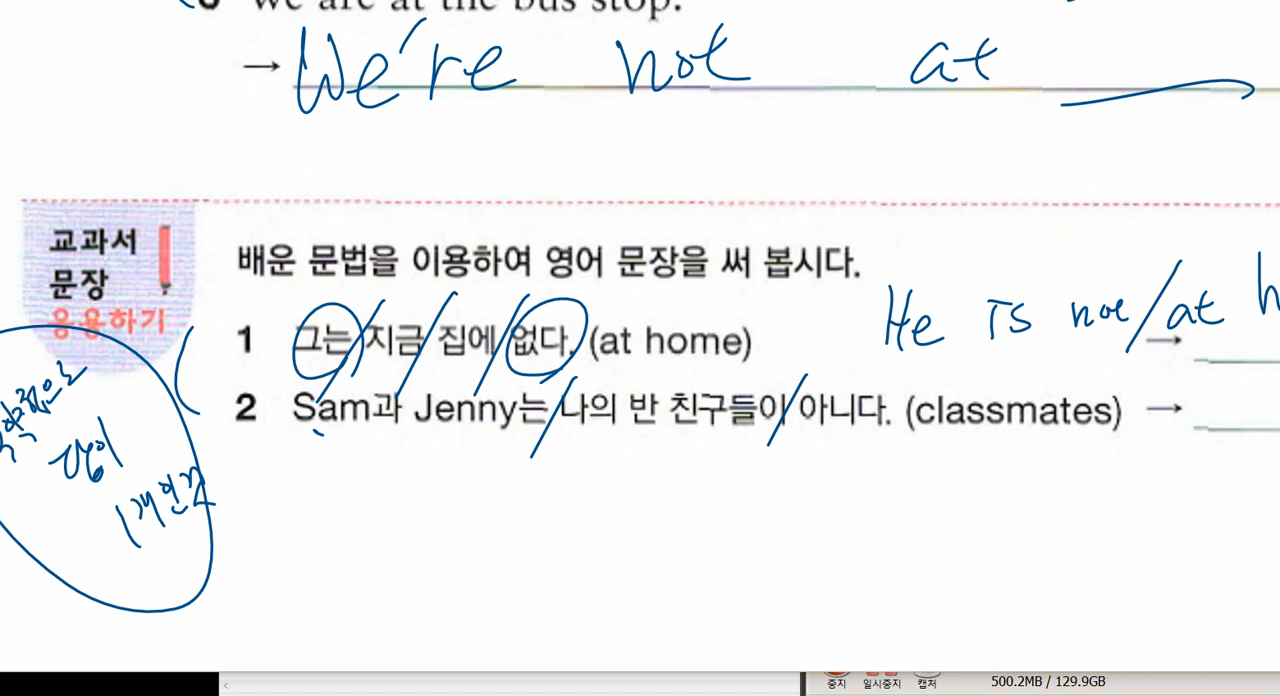 we are at the bus stop.
→ We're not at
교과서
문장
응용하기
배운 문법을 이용하여 영어 문장을 써 봅시다.
He is not/at h
1 그는 지금 집에 없다. (at home) →
2 Sam과 Jenny는 나의 반 친구들이 아니다. (classmates) →
중지 일시중지 캡처 500.2MB / 129.9GB